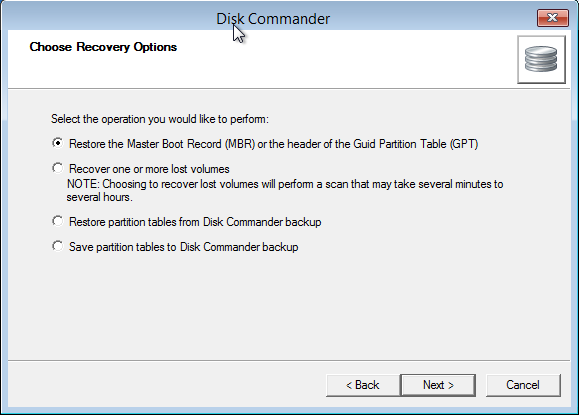 Disk Commander
Choose Recovery Options
Select the operation you would like to perform:
Restore the Master Boot Record (MBR) or the header of the Guid Partition Table (GPT)
Recover one or more lost volumes
NOTE: Choosing to recover lost volumes will perform a scan that may take several minutes to
several hours.
Restore partition tables from Disk Commander backup
Save partition tables to Disk Commander backup
< Back
Next >
Cancel